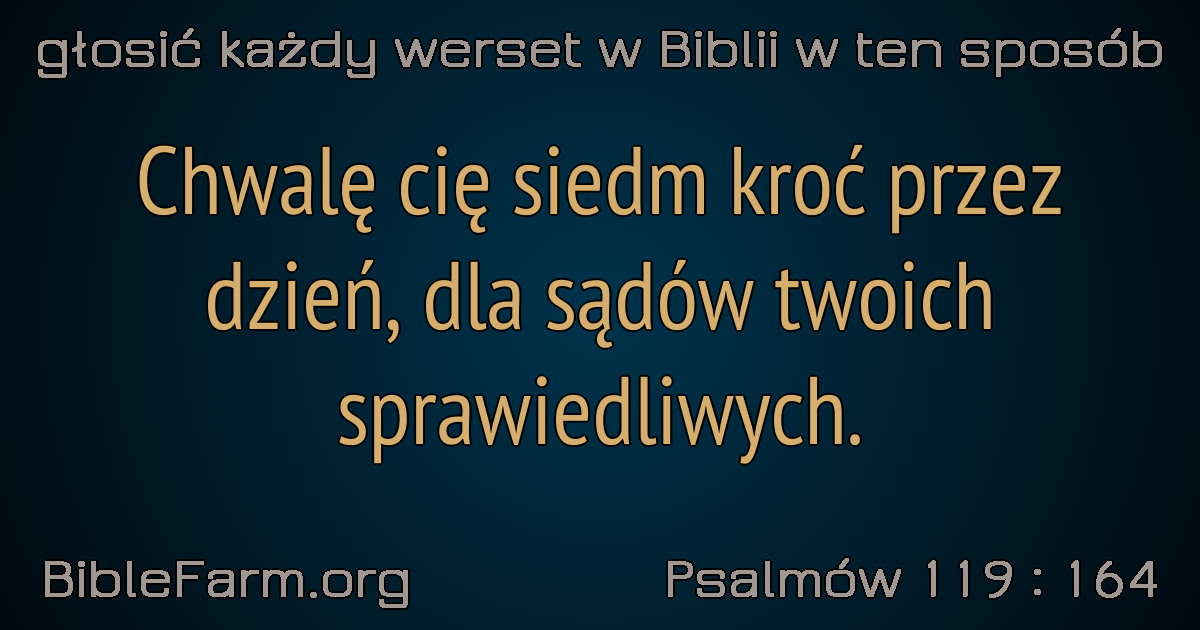 głosić każdy werset w Biblii w ten sposób
Chwalę cię siedm kroć przez
dzień, dla sądów twoich
sprawiedliwych.
BibleFarm.org
Psalmów 119 : 164